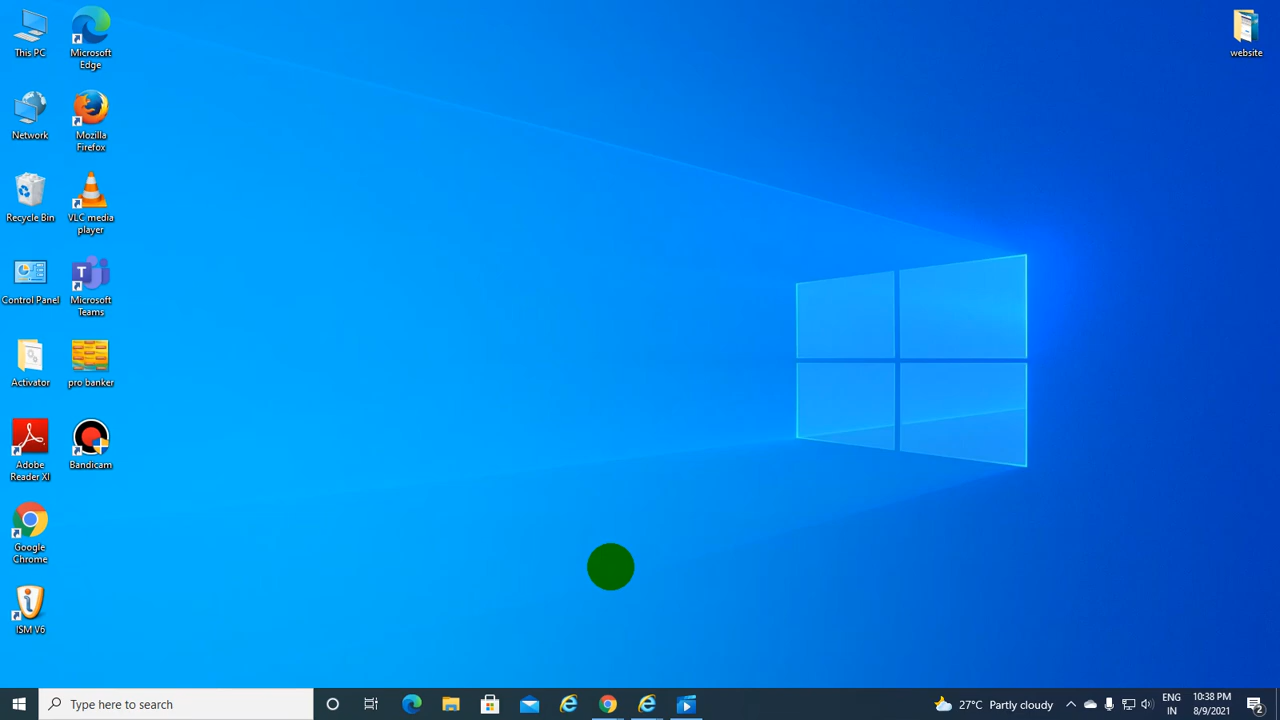 This PC
Microsoft
Edge
website
Network
Mozilla
Firefox
Recycle Bin
VLC media
player
Control Panel
Microsoft
Teams
Activator
pro banker
Adobe
Reader XI
Bandicam
Google
Chrome
ISM V6
Type here to search
27°C Partly cloudy
ENG
IN
10:38 PM
8/9/2021
2